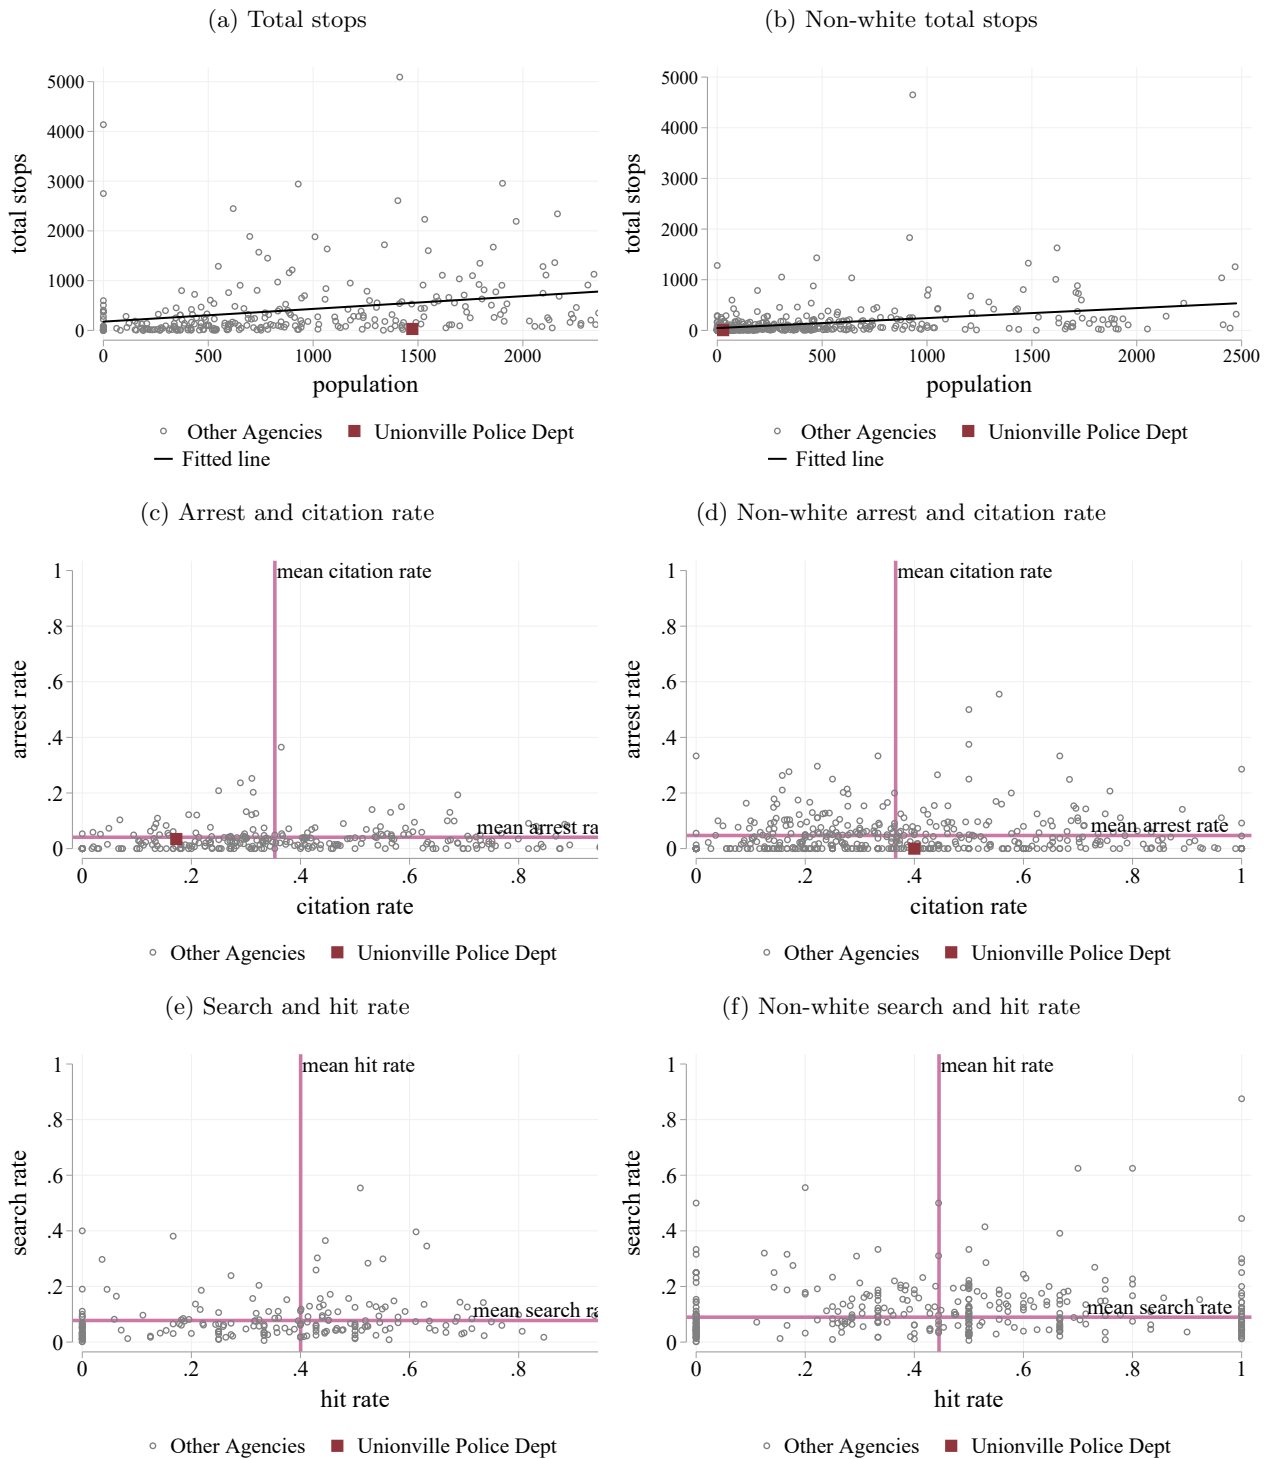 (a) Total stops
total stops
5000
4000
3000
2000
1000
0
0 500 1000 1500 2000
population
Other Agencies Unionville Police Dept
Fitted line
(b) Non-white total stops
total stops
5000
4000
3000
2000
1000
0
0 500 1000 1500 2000 2500
population
Other Agencies Unionville Police Dept
Fitted line
(c) Arrest and citation rate
arrest rate
1
.8
.6
.4
.2
0
mean citation rate
mean arrest ra
0 .2 .4 .6 .8
citation rate
Other Agencies Unionville Police Dept
(d) Non-white arrest and citation rate
arrest rate
1
.8
.6
.4
.2
0
mean citation rate
mean arrest rate
0 .2 .4 .6 .8 1
citation rate
Other Agencies Unionville Police Dept
(e) Search and hit rate
search rate
1
.8
.6
.4
.2
0
mean hit rate
mean search ra
0 .2 .4 .6 .8
hit rate
Other Agencies Unionville Police Dept
(f) Non-white search and hit rate
search rate
1
.8
.6
.4
.2
0
mean hit rate
mean search rate
0 .2 .4 .6 .8 1
hit rate
Other Agencies Unionville Police Dept